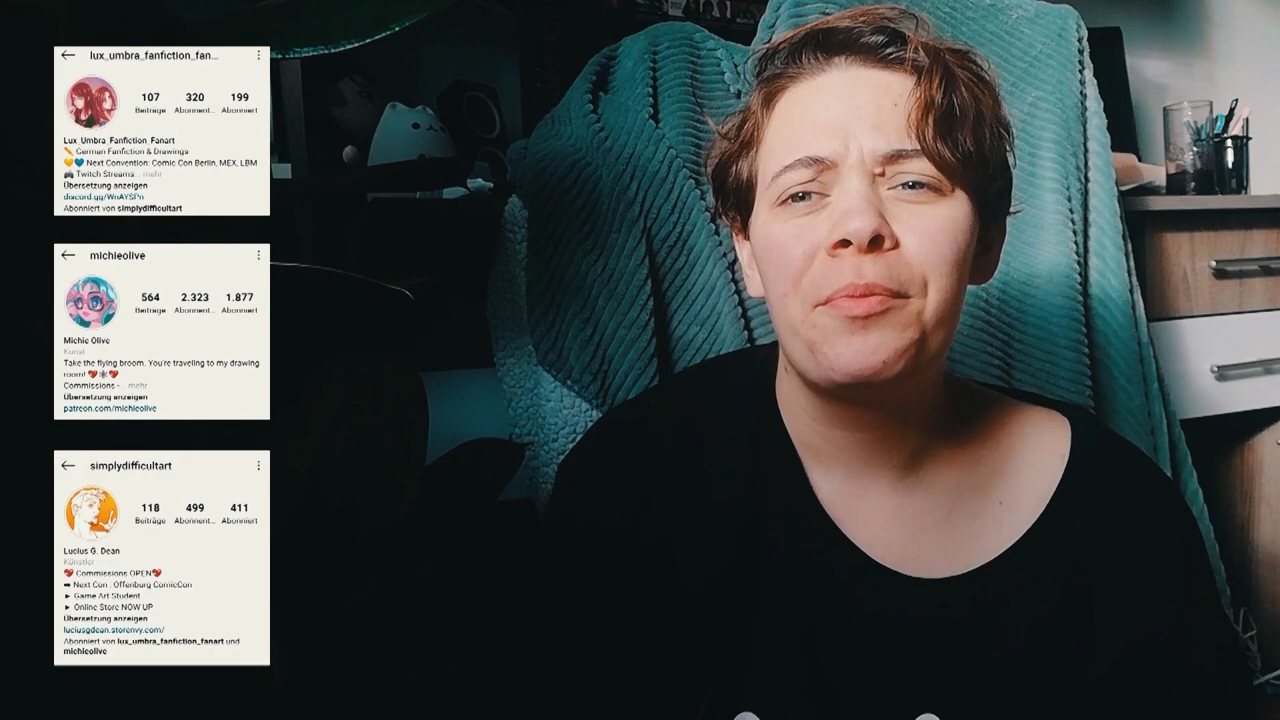 lux_umbra_fanfiction_fan...
107 320 199
Beiträge Abonnent... Abonniert
Lux_Umbra_Fanfiction_Fanart
✏️ German Fanfiction & Drawings
💛💙 Next Convention: Comic Con Berlin, MEX, LBM
🎮 Twitch Streams... mehr
Übersetzung anzeigen
discord.gg/WnAYSPn
Abonniert von simplydifficultart
michieolive
564 2.323 1.877
Beiträge Abonnent... Abonniert
Michie Olive
Kunst
Take the flying broom. You're traveling to my drawing
room! 💖🕸💖
Commissions -... mehr
Übersetzung anzeigen
patreon.com/michieolive
simplydifficultart
118 499 411
Beiträge Abonnent... Abonniert
Lucius G. Dean
Künstler
💖 Commissions OPEN💖
➡ Next Con : Offenburg ComicCon
► Game Art Student
► Online Store NOW UP
Übersetzung anzeigen
luciusgdean.storenvy.com/
Abonniert von lux_umbra_fanfiction_fanart und
michieolive